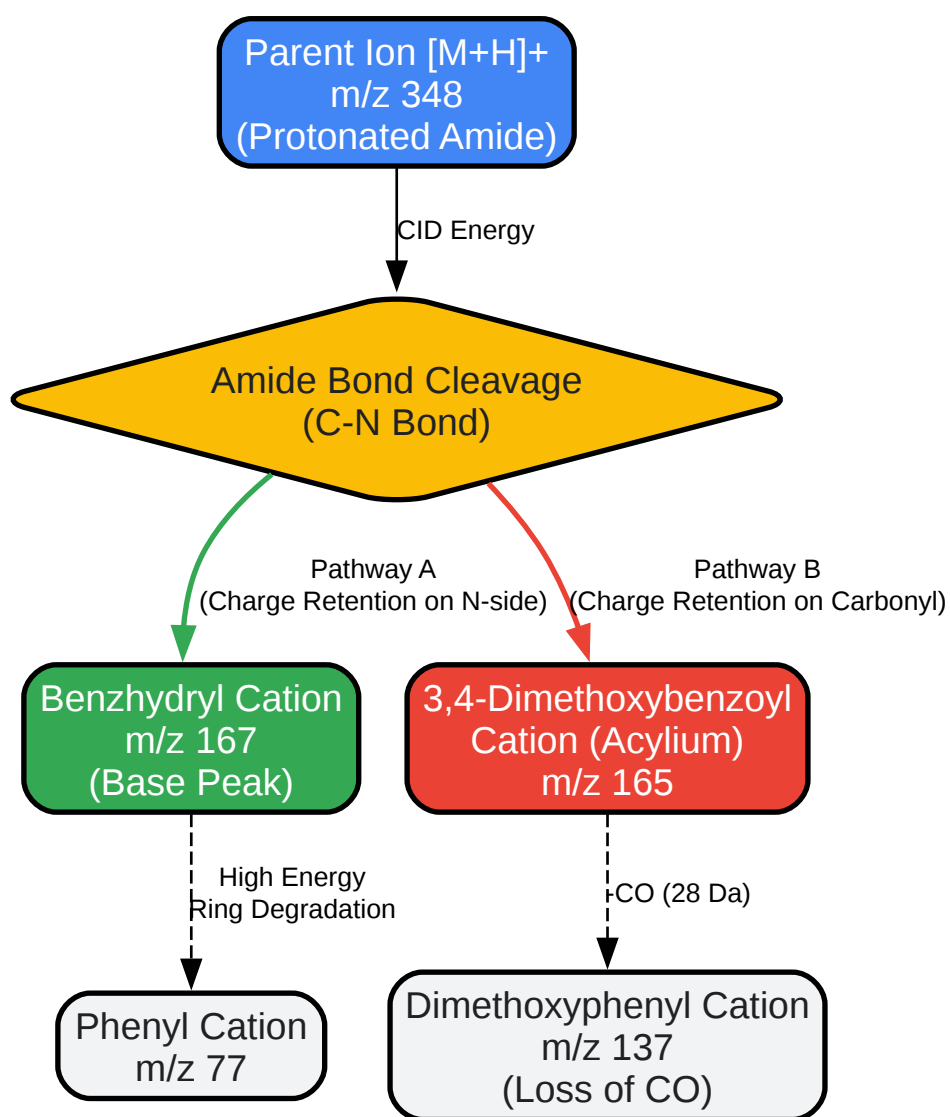 Parent Ion [M+H]+
m/z 348
(Protonated Amide)
CID Energy
Amide Bond Cleavage
(C-N Bond)
Pathway A
(Charge Retention on N-side)
Pathway B
(Charge Retention on Carbonyl)
Benzhydryl Cation
m/z 167
(Base Peak)
3,4-Dimethoxybenzoyl
Cation (Acylium)
m/z 165
High Energy
Ring Degradation
-CO (28 Da)
Phenyl Cation
m/z 77
Dimethoxyphenyl Cation
m/z 137
(Loss of CO)